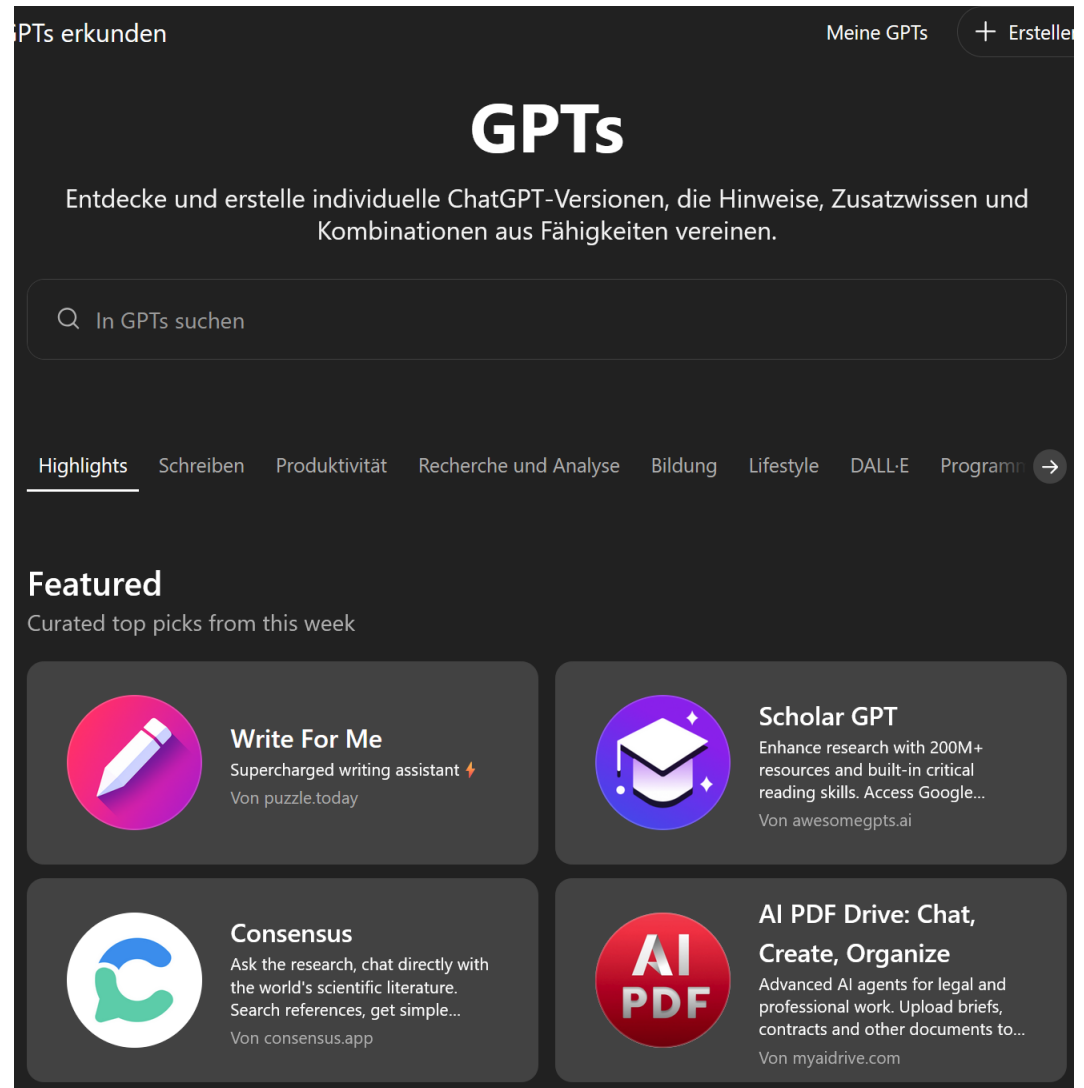 GPTs erkunden
Meine GPTs
Erstellen
GPTs
Entdecke und erstelle individuelle ChatGPT-Versionen, die Hinweise, Zusatzwissen und
Kombinationen aus Fähigkeiten vereinen.
In GPTs suchen
Highlights Schreiben Produktivität Recherche und Analyse Bildung Lifestyle DALL·E Programm
Featured
Curated top picks from this week
Write For Me
Supercharged writing assistant⚡
Von puzzle.today
Scholar GPT
Enhance research with 200M+
resources and built-in critical
reading skills. Access Google...
Von awesomegpts.ai
Consensus
Ask the research, chat directly with
the world's scientific literature.
Search references, get simple...
Von consensus.app
AI
PDF
AI PDF Drive: Chat,
Create, Organize
Advanced AI agents for legal and
professional work. Upload briefs,
contracts and other documents to...
Von myaidrive.com